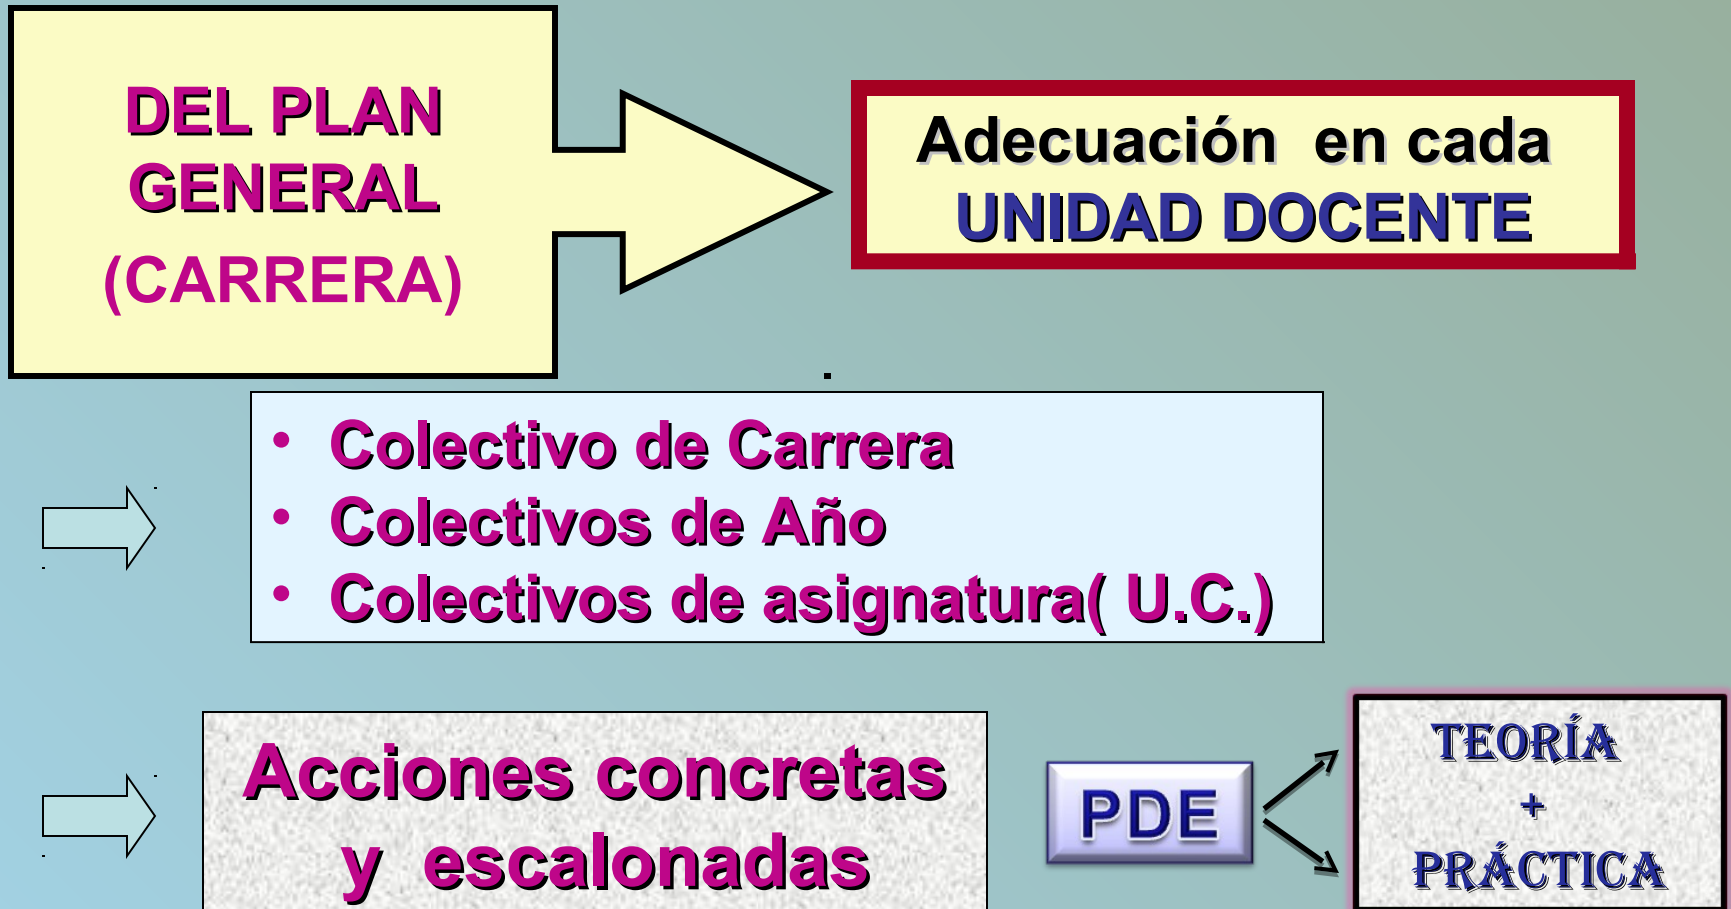 DEL PLAN
GENERAL
(CARRERA)
Adecuación en cada
UNIDAD DOCENTE
• Colectivo de Carrera
• Colectivos de Año
• Colectivos de asignatura( U.C.)
Acciones concretas
y escalonadas
PDE
TEORÍA
+
PRÁCTICA